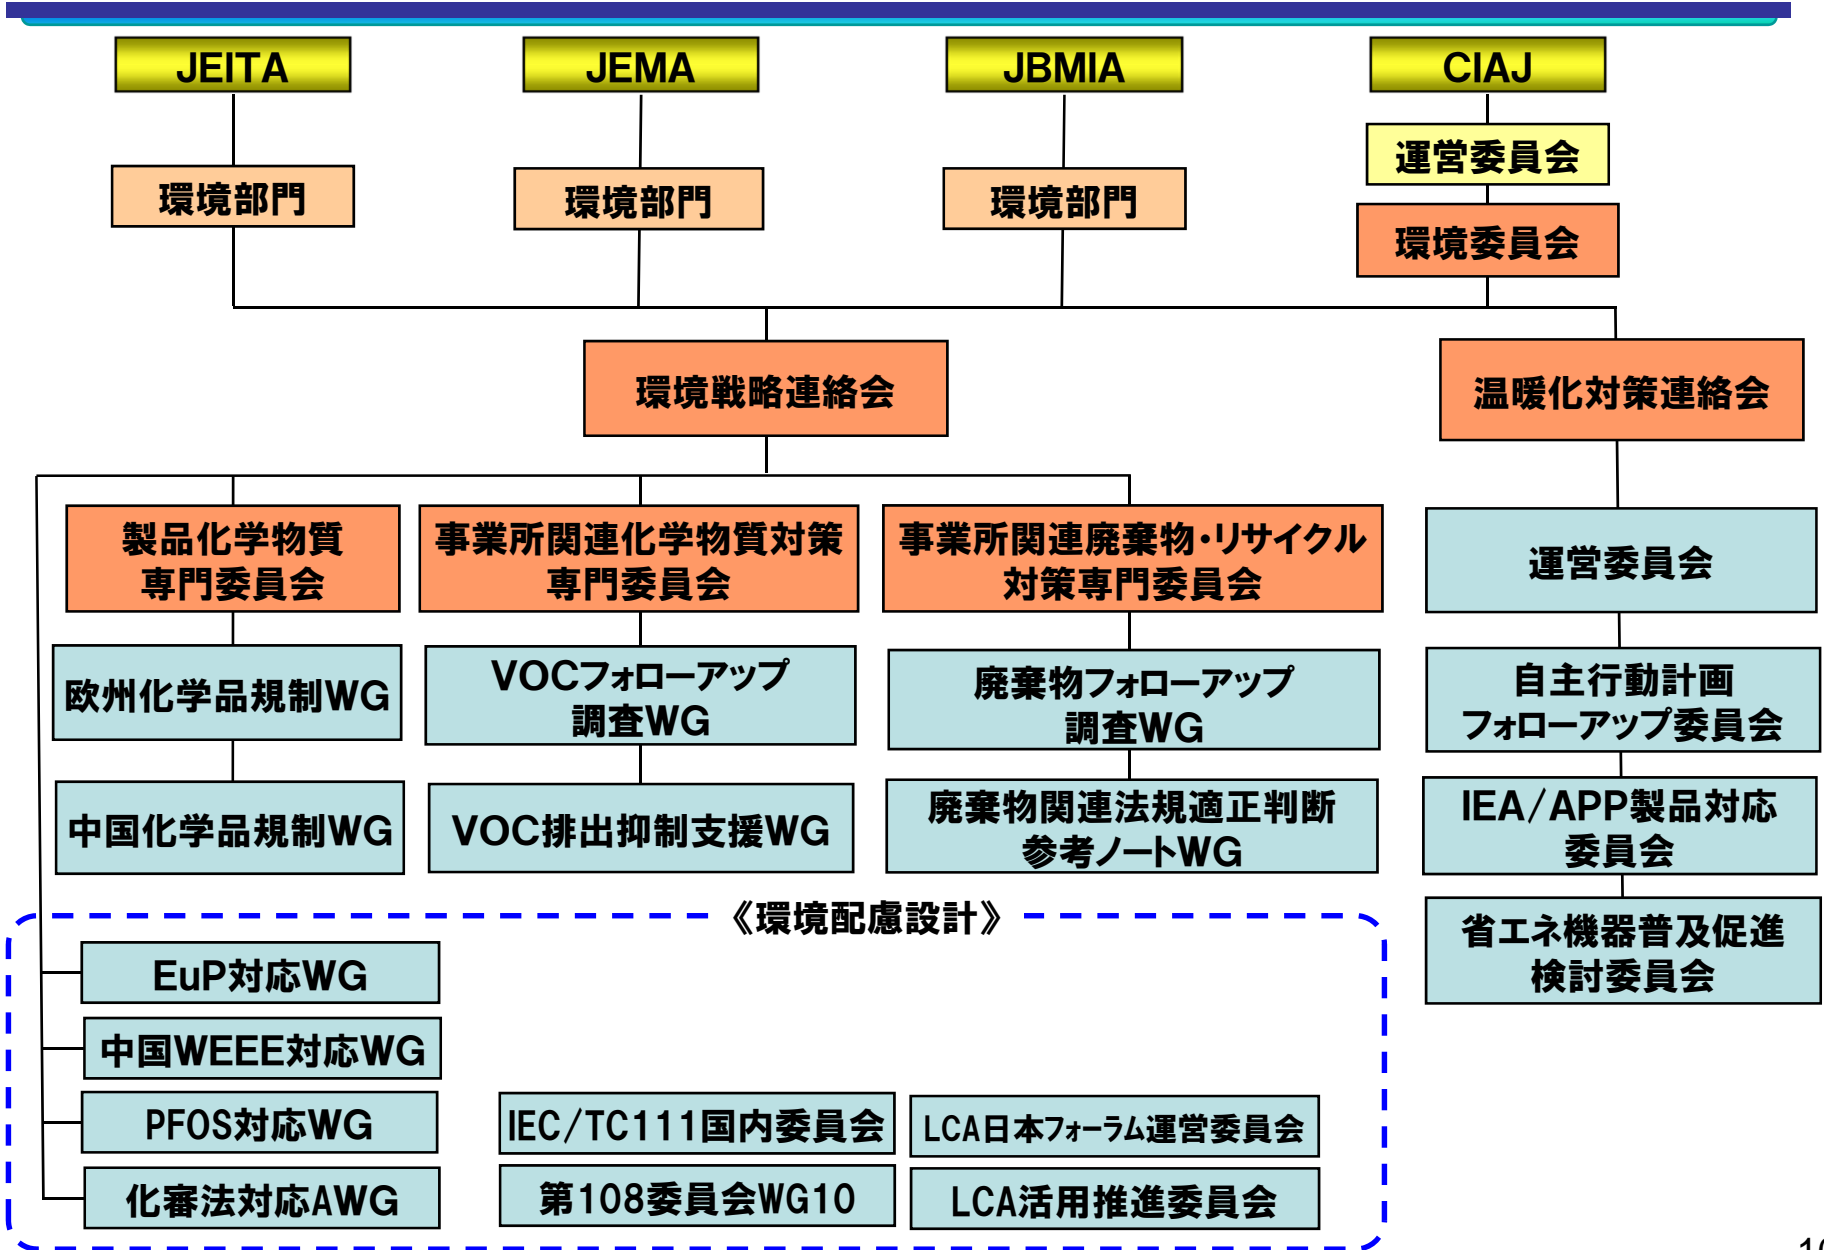 JEITA
JEMA
JBMIA
CIAJ
運営委員会
環境部門
環境部門
環境部門
環境委員会
環境戦略連絡会
温暖化対策連絡会
製品化学物質
専門委員会
事業所関連化学物質対策
専門委員会
事業所関連廃棄物・リサイクル
対策専門委員会
運営委員会
欧州化学品規制WG
VOCフォローアップ
調査WG
廃棄物フォローアップ
調査WG
自主行動計画
フォローアップ委員会
中国化学品規制WG
VOC排出抑制支援WG
廃棄物関連法規適正判断
参考ノートWG
IEA/APP製品対応
委員会
《環境配慮設計》
省エネ機器普及促進
検討委員会
EuP対応WG
中国WEEE対応WG
PFOS対応WG
IEC/TC111国内委員会
LCA日本フォーラム運営委員会
化審法対応AWG
第108委員会WG10
LCA活用推進委員会